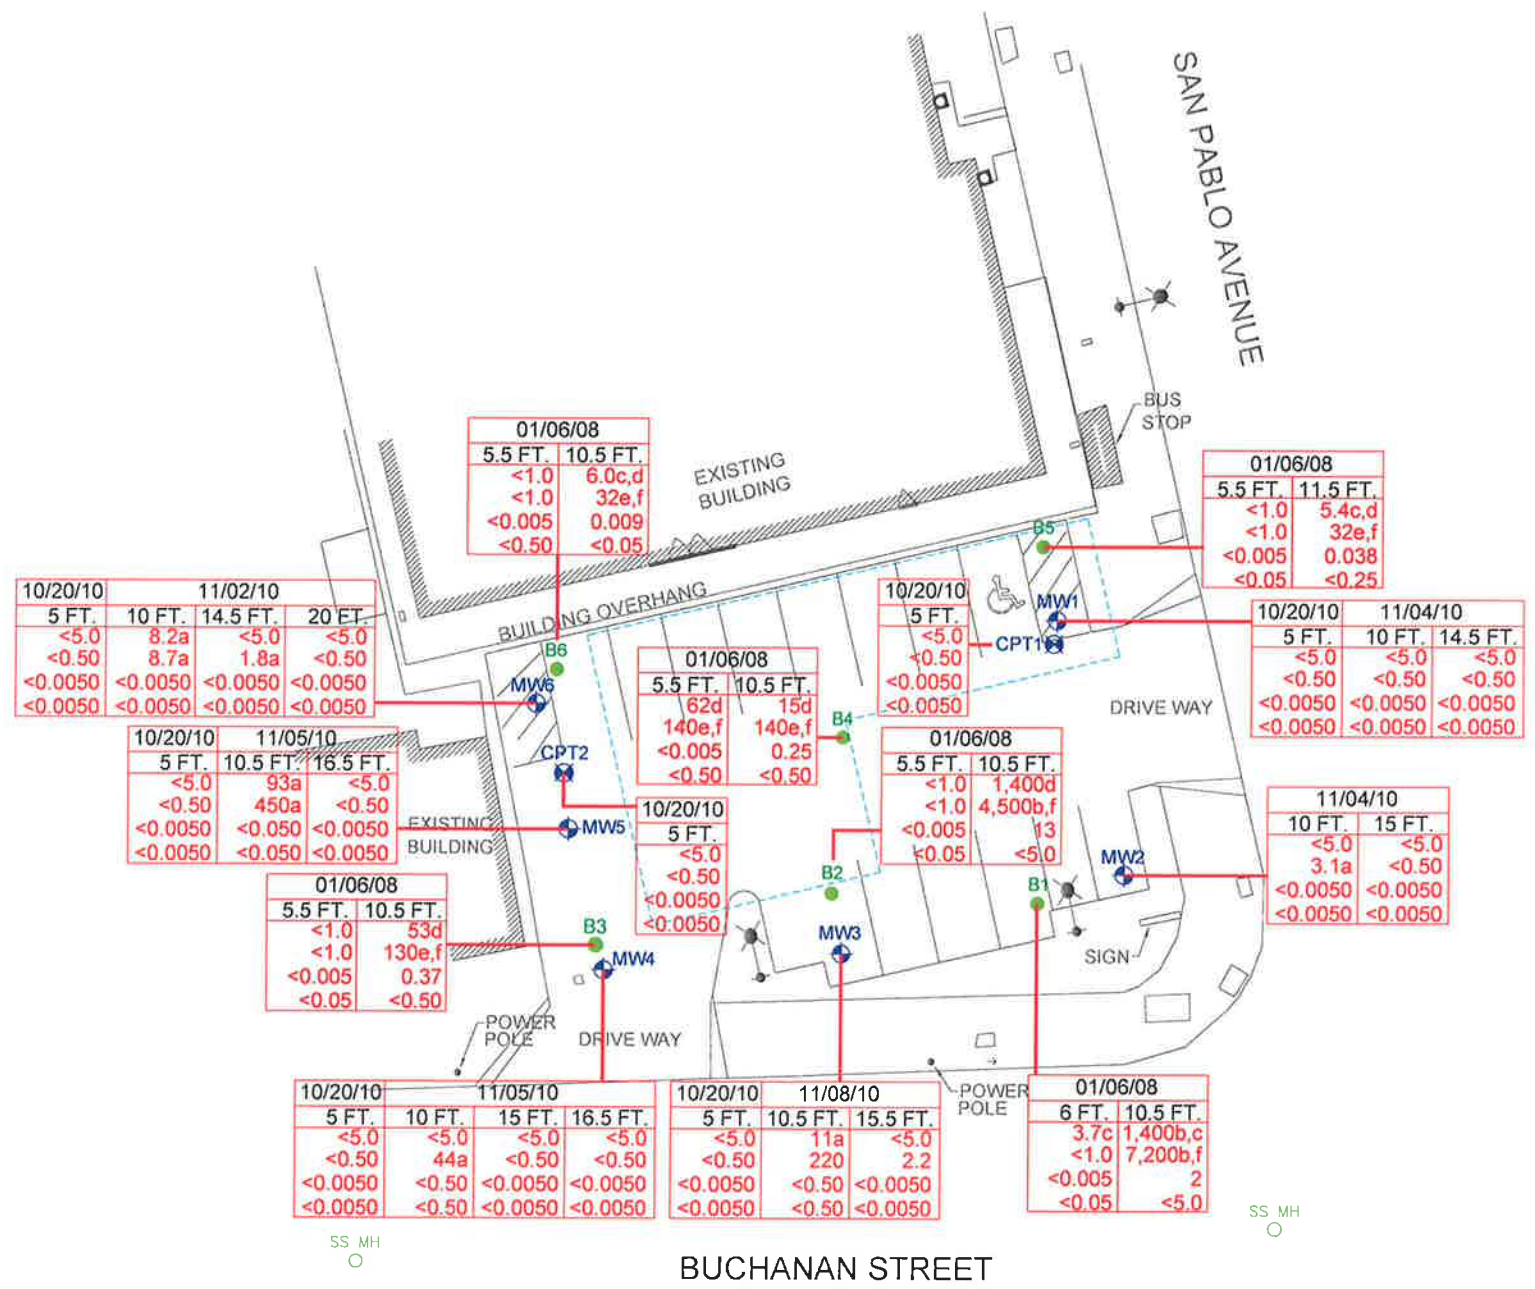 SAN PABLO AVENUE
BUS
STOP
EXISTING
BUILDING
BUILDING OVERHANG
01/06/08
5.5 FT. 10.5 FT.
<1.0 6.0c,d
<1.0 32e,f
<0.005 0.009
<0.50 <0.05
B5
01/06/08
5.5 FT. 11.5 FT.
<1.0 5.4c,d
<1.0 32e,f
<0.005 0.038
<0.05 <0.25
10/20/10 11/02/10
5 FT. 10 FT. 14.5 FT. 20 FT.
<5.0 8.2a <5.0 <5.0
<0.50 8.7a 1.8a <0.50
<0.0050 <0.0050 <0.0050 <0.0050
<0.0050 <0.0050 <0.0050 <0.0050
B6
MW6
01/06/08
5.5 FT. 10.5 FT.
62d 15d
140e,f 140e,f
<0.005 0.25
<0.50 <0.50
B4
10/20/10
5 FT.
<5.0
<0.50
<0.0050
<0.0050
MW1
CPT1
10/20/10 11/04/10
5 FT. 10 FT. 14.5 FT.
<5.0 <5.0 <5.0
<0.50 <0.50 <0.50
<0.0050 <0.0050 <0.0050
<0.0050 <0.0050 <0.0050
DRIVE WAY
10/20/10 11/05/10
5 FT. 10.5 FT. 16.5 FT.
<5.0 93a <5.0
<0.50 450a <0.50
<0.0050 <0.050 <0.0050
<0.0050 <0.050 <0.0050
CPT2
MW5
EXISTING
BUILDING
10/20/10
5 FT.
<5.0
<0.50
<0.0050
<0.0050
01/06/08
5.5 FT. 10.5 FT.
<1.0 1,400d
<1.0 4,500b,f
<0.005 13
<0.05 <5.0
B2
11/04/10
10 FT. 15 FT.
<5.0 <5.0
3.1a <0.50
<0.0050 <0.0050
<0.0050 <0.0050
MW2
B1
01/06/08
5.5 FT. 10.5 FT.
<1.0 53d
<1.0 130e,f
<0.005 0.37
<0.05 <0.50
B3
MW4
MW3
SIGN
POWER
POLE
DRIVE WAY
POWER
POLE
10/20/10 11/05/10
5 FT. 10 FT. 15 FT. 16.5 FT.
<5.0 <5.0 <5.0 <5.0
<0.50 44a <0.50 <0.50
<0.0050 <0.50 <0.0050 <0.0050
<0.0050 <0.50 <0.0050 <0.0050
10/20/10 11/08/10
5 FT. 10.5 FT. 15.5 FT.
<5.0 11a <5.0
<0.50 220 2.2
<0.0050 <0.50 <0.0050
<0.0050 <0.50 <0.0050
01/06/08
6 FT. 10.5 FT.
3.7c 1,400b,c
<1.0 7,200b,f
<0.005 2
<0.05 <5.0
SS MH
SS MH
BUCHANAN STREET